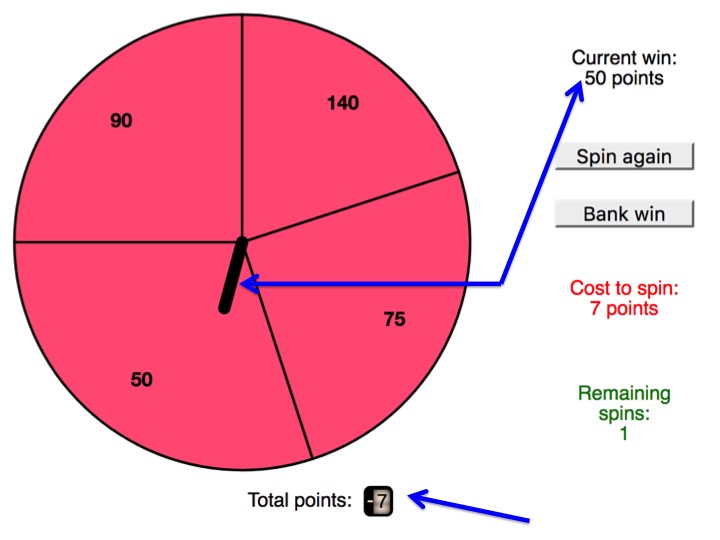 90
140
75
50
Current win:
50 points
Spin again
Bank win
Cost to spin:
7 points
Remaining
spins:
1
Total points: -7